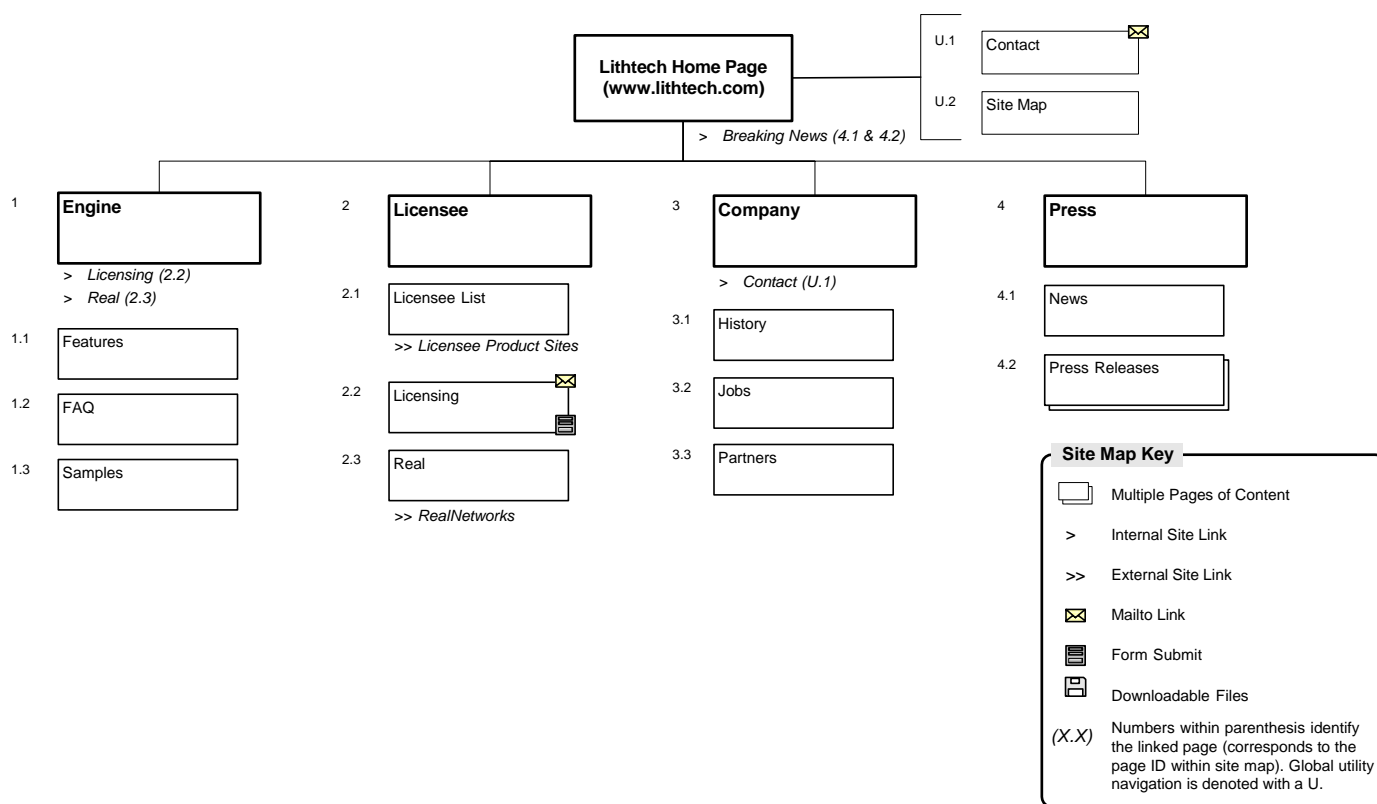 Lithtech Home Page
(www.lithtech.com)
U.1 Contact
U.2 Site Map
> Breaking News (4.1 & 4.2)
1 Engine
> Licensing (2.2)
> Real (2.3)
1.1 Features
1.2 FAQ
1.3 Samples
2 Licensee
2.1 Licensee List
>> Licensee Product Sites
2.2 Licensing
2.3 Real
>> RealNetworks
3 Company
> Contact (U.1)
3.1 History
3.2 Jobs
3.3 Partners
4 Press
4.1 News
4.2 Press Releases
Site Map Key
Multiple Pages of Content
> Internal Site Link
>> External Site Link
Mailto Link
Form Submit
Downloadable Files
(X.X) Numbers within parenthesis identify
the linked page (corresponds to the
page ID within site map). Global utility
navigation is denoted with a U.